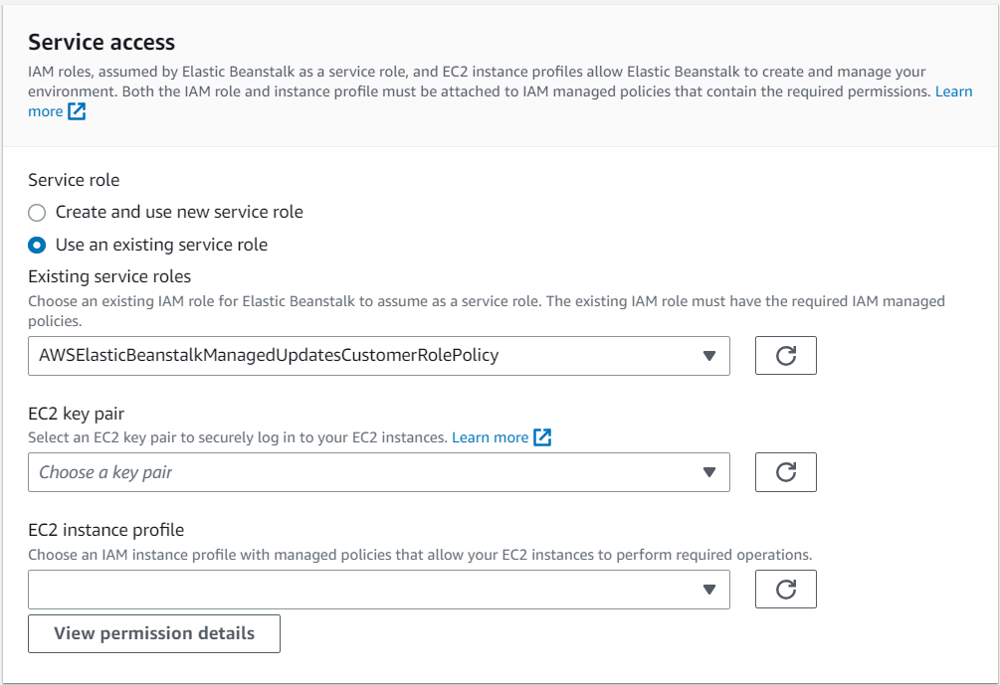 Service access
IAM roles, assumed by Elastic Beanstalk as a service role, and EC2 instance profiles allow Elastic Beanstalk to create and manage your
environment. Both the IAM role and instance profile must be attached to IAM managed policies that contain the required permissions. Learn
more
Service role
Create and use new service role
Use an existing service role
Existing service roles
Choose an existing IAM role for Elastic Beanstalk to assume as a service role. The existing IAM role must have the required IAM managed
policies.
AWSElasticBeanstalkManagedUpdatesCustomerRolePolicy
EC2 key pair
Select an EC2 key pair to securely log in to your EC2 instances. Learn more
Choose a key pair
EC2 instance profile
Choose an IAM instance profile with managed policies that allow your EC2 instances to perform required operations.
View permission details